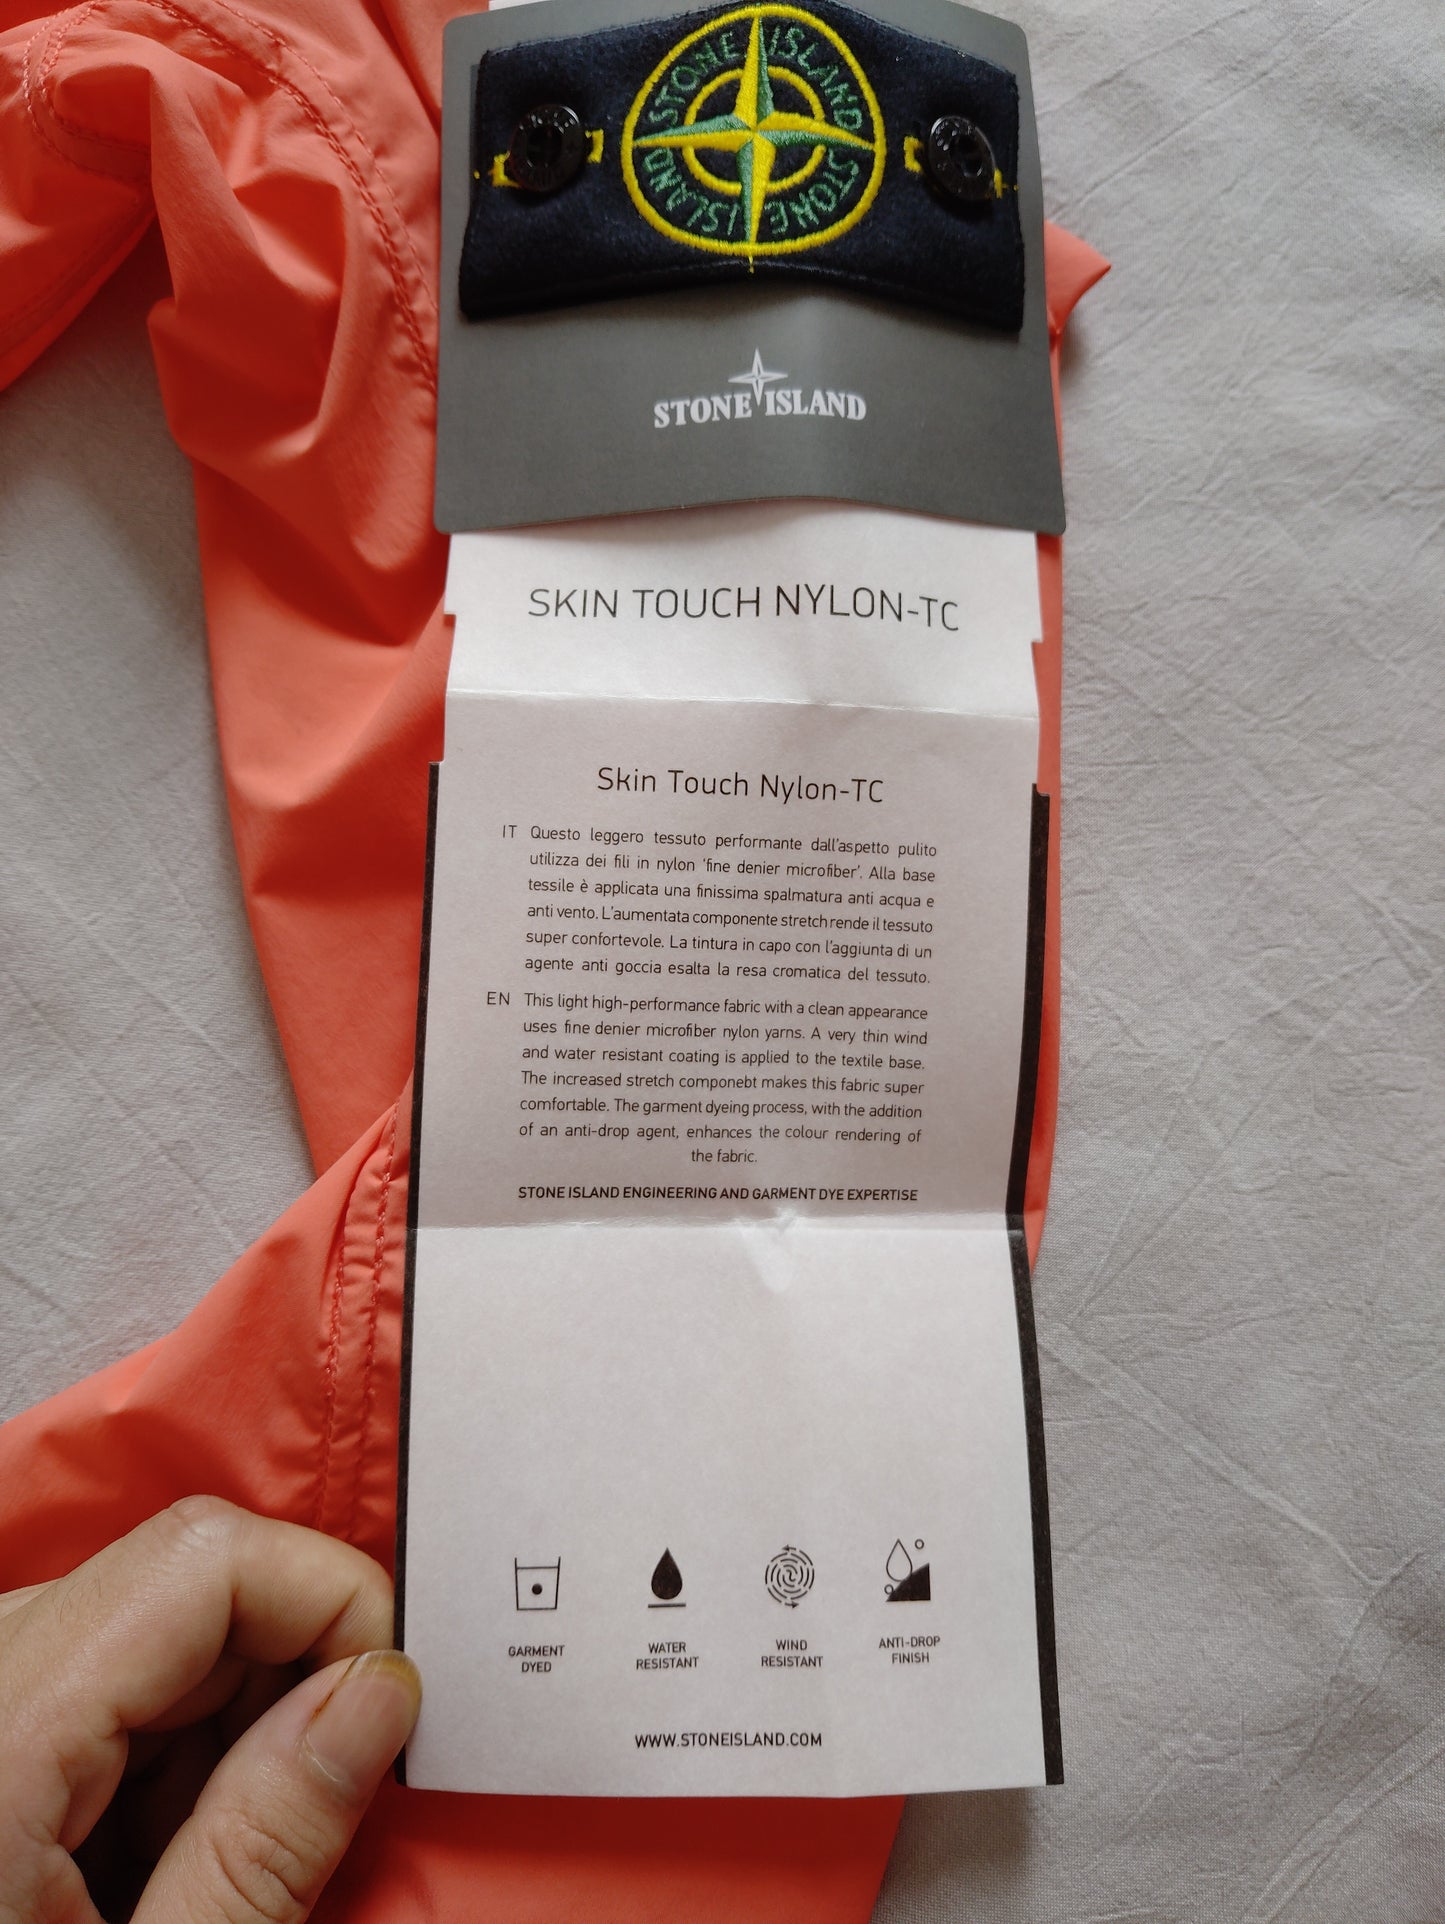 STONE ISLAND
STONE ISLAND
STONE ISLAND
SKIN TOUCH NYLON-TC
Skin Touch Nylon-TC
IT Questo leggero tessuto performante dall'aspetto pulito
utilizza dei fili in nylon 'fine denier microfiber'. Alla base
tessile è applicata una finissima spalmatura anti acqua e
anti vento. L'aumentata componente stretch rende il tessuto
super confortevole. La tintura in capo con l'aggiunta di un
agente anti goccia esalta la resa cromatica del tessuto.
EN This light high-performance fabric with a clean appearance
uses fine denier microfiber nylon yarns. A very thin wind
and water resistant coating is applied to the textile base.
The increased stretch componebt makes this fabric super
comfortable. The garment dyeing process, with the addition
of an anti-drop agent, enhances the colour rendering of
the fabric.
STONE ISLAND ENGINEERING AND GARMENT DYE EXPERTISE
GARMENT
DYED
WATER
RESISTANT
WIND
RESISTANT
ANTI-DROP
FINISH
WWW.STONEISLAND.COM